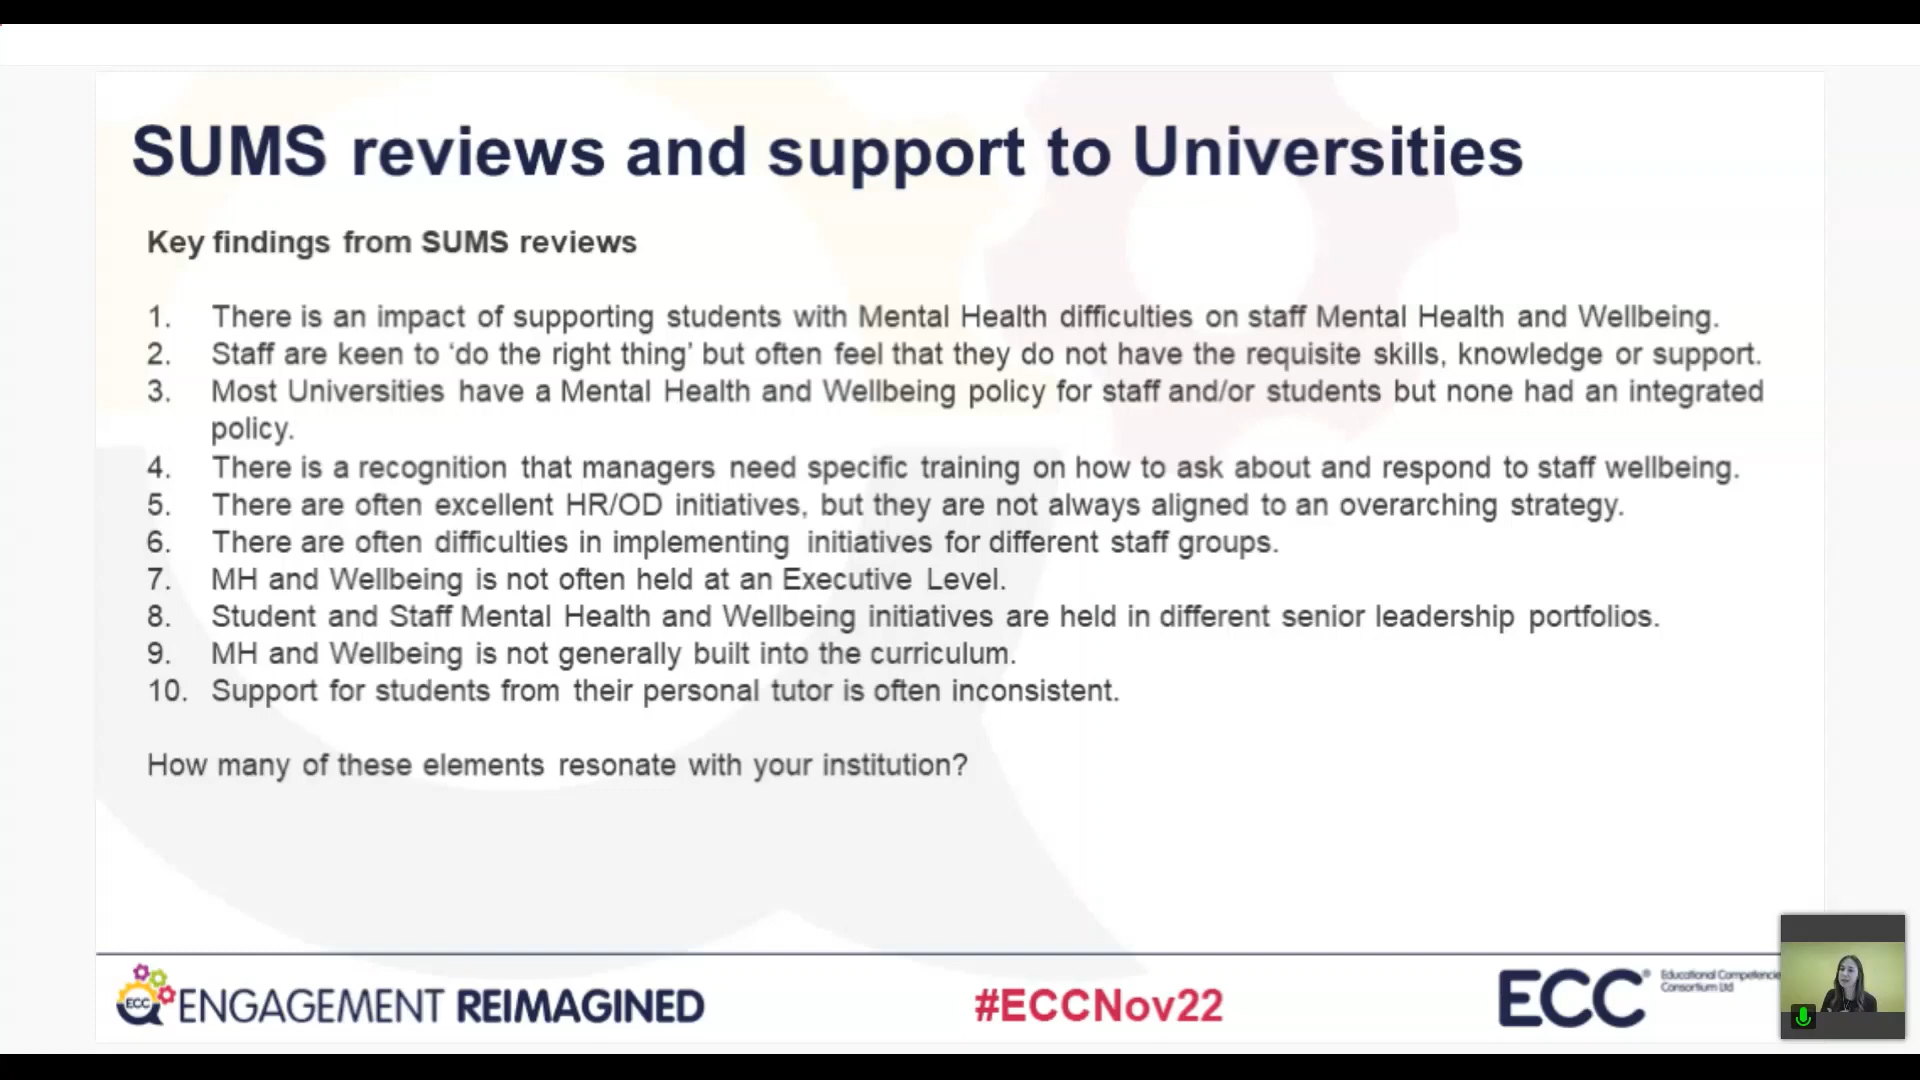 SUMS reviews and support to Universities
Key findings from SUMS reviews
1. There is an impact of supporting students with Mental Health difficulties on staff Mental Health and Wellbeing.
2. Staff are keen to ‘do the right thing’ but often feel that they do not have the requisite skills, knowledge or support.
3. Most Universities have a Mental Health and Wellbeing policy for staff and/or students but none had an integrated
policy.
4. There is a recognition that managers need specific training on how to ask about and respond to staff wellbeing.
5. There are often excellent HR/OD initiatives, but they are not always aligned to an overarching strategy.
6. There are often difficulties in implementing initiatives for different staff groups.
7. MH and Wellbeing is not often held at an Executive Level.
8. Student and Staff Mental Health and Wellbeing initiatives are held in different senior leadership portfolios.
9. MH and Wellbeing is not generally built into the curriculum.
10. Support for students from their personal tutor is often inconsistent.
How many of these elements resonate with your institution?
ECC ENGAGEMENT REIMAGINED
#ECCNov22
ECC®
Educational Competencie
Consortium Ltd